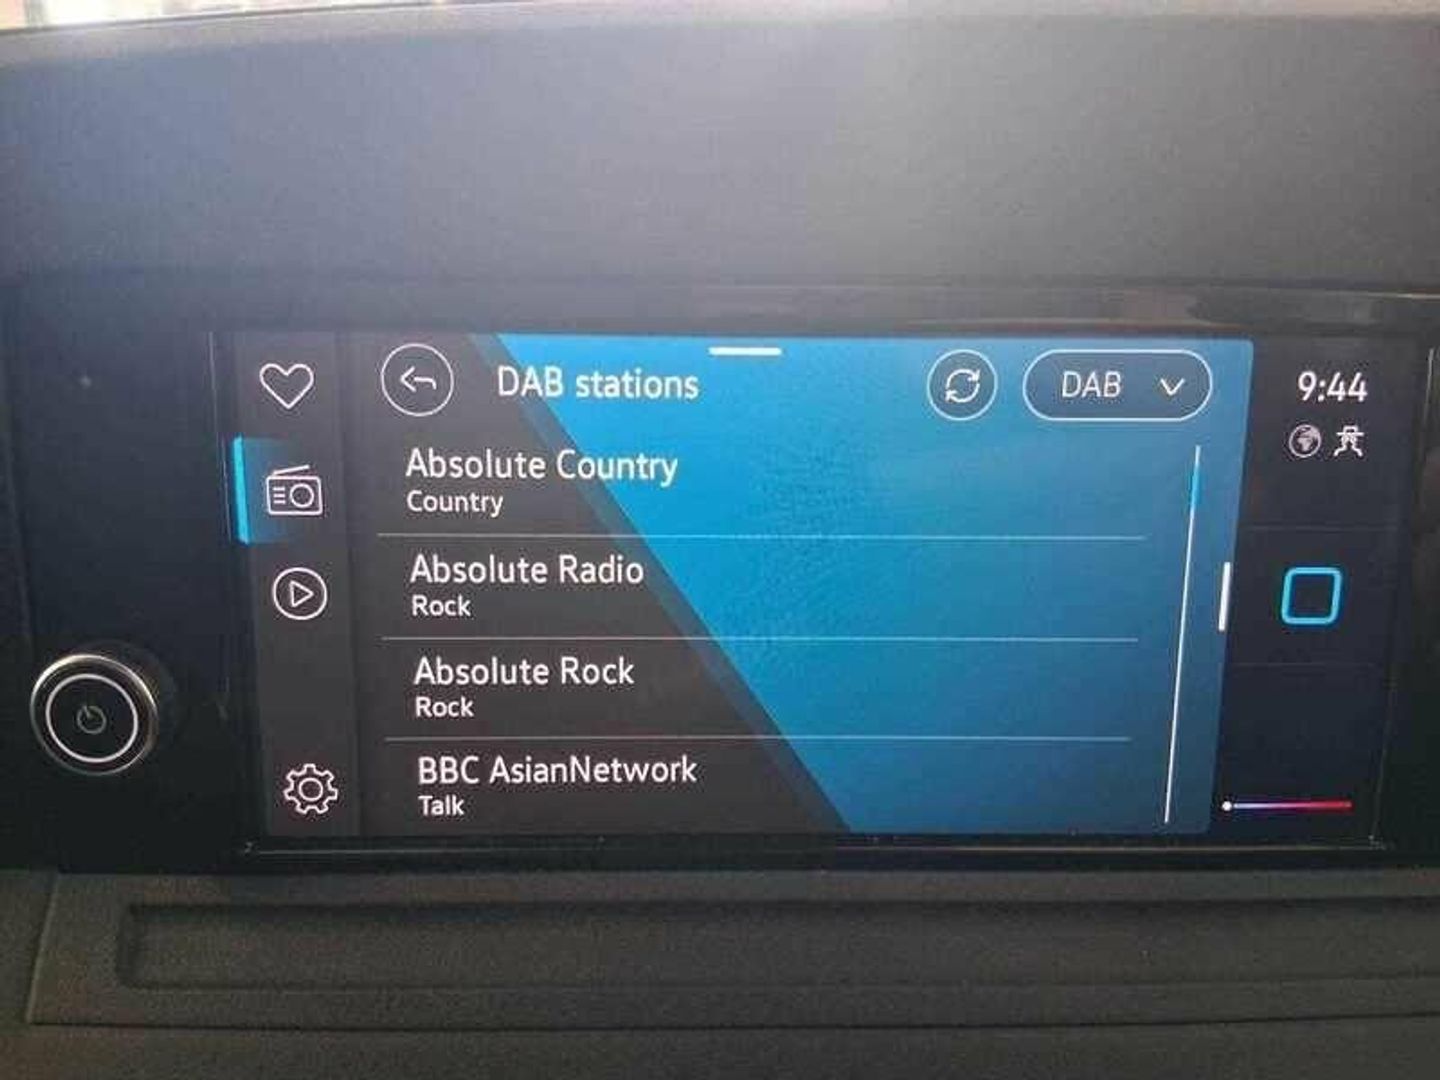 DAB stations
DAB
9:44
Absolute Country
Country
Absolute Radio
Rock
Absolute Rock
Rock
BBC AsianNetwork
Talk